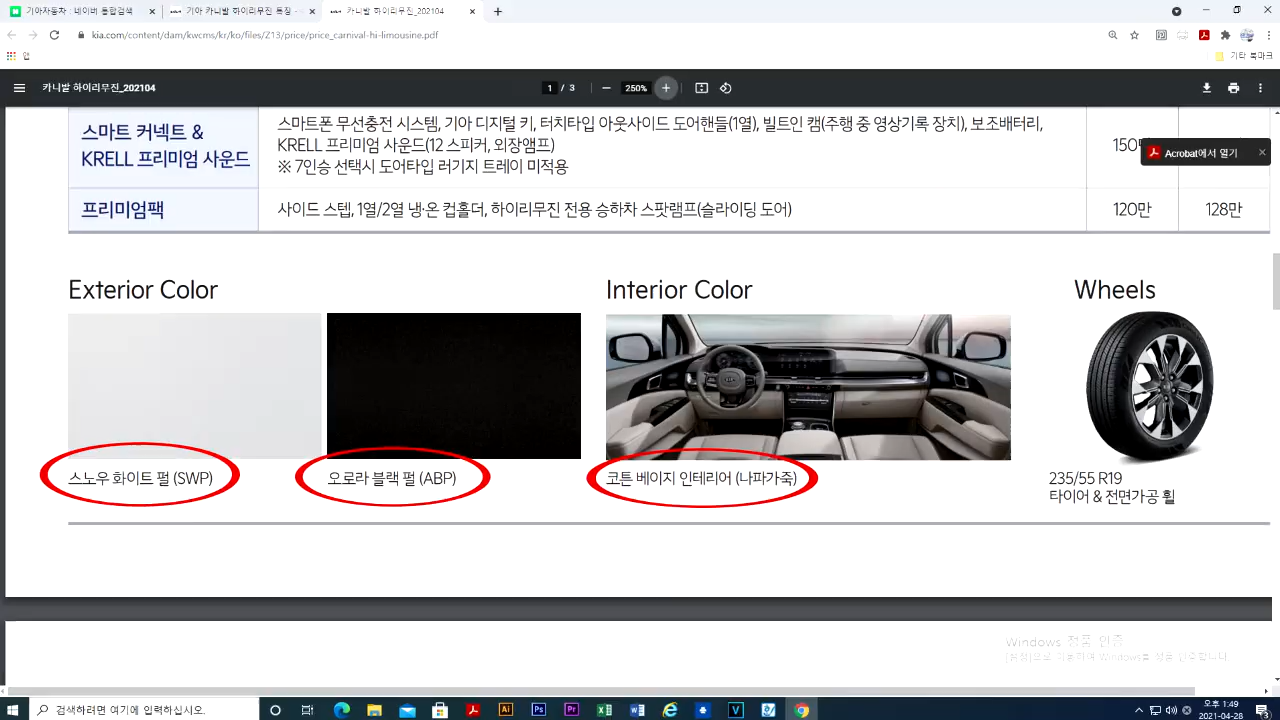 기아자동차 : 네이버 통합검색
기아 카니발 하이리무진 특징 -
카니발 하이리무진_202104
kia.com/content/dam/kwcms/kr/ko/files/Z13/price/price_carnival-hi-limousine.pdf
앱
기타 북마크
카니발 하이리무진_202104
1 / 3
250%
스마트 커넥트 &
KRELL 프리미엄 사운드
스마트폰 무선충전 시스템, 기아 디지털 키, 터치타입 아웃사이드 도어핸들(1열), 빌트인 캠(주행 중 영상기록 장치), 보조배터리,
KRELL 프리미엄 사운드(12 스피커, 외장앰프)
※ 7인승 선택시 도어타입 러기지 트레이 미적용
Acrobat에서 열기
프리미엄팩
사이드 스텝, 1열/2열 냉·온 컵홀더, 하이리무진 전용 승하차 스팟램프(슬라이딩 도어)
120만
128만
Exterior Color
Interior Color
Wheels
스노우 화이트 펄 (SWP)
오로라 블랙 펄 (ABP)
코튼 베이지 인테리어 (나파가죽)
235/55 R19
타이어 & 전면가공 휠
Windows 정품 인증
검색하려면 여기에 입력하십시오.
오후 1:49
2021-04-28